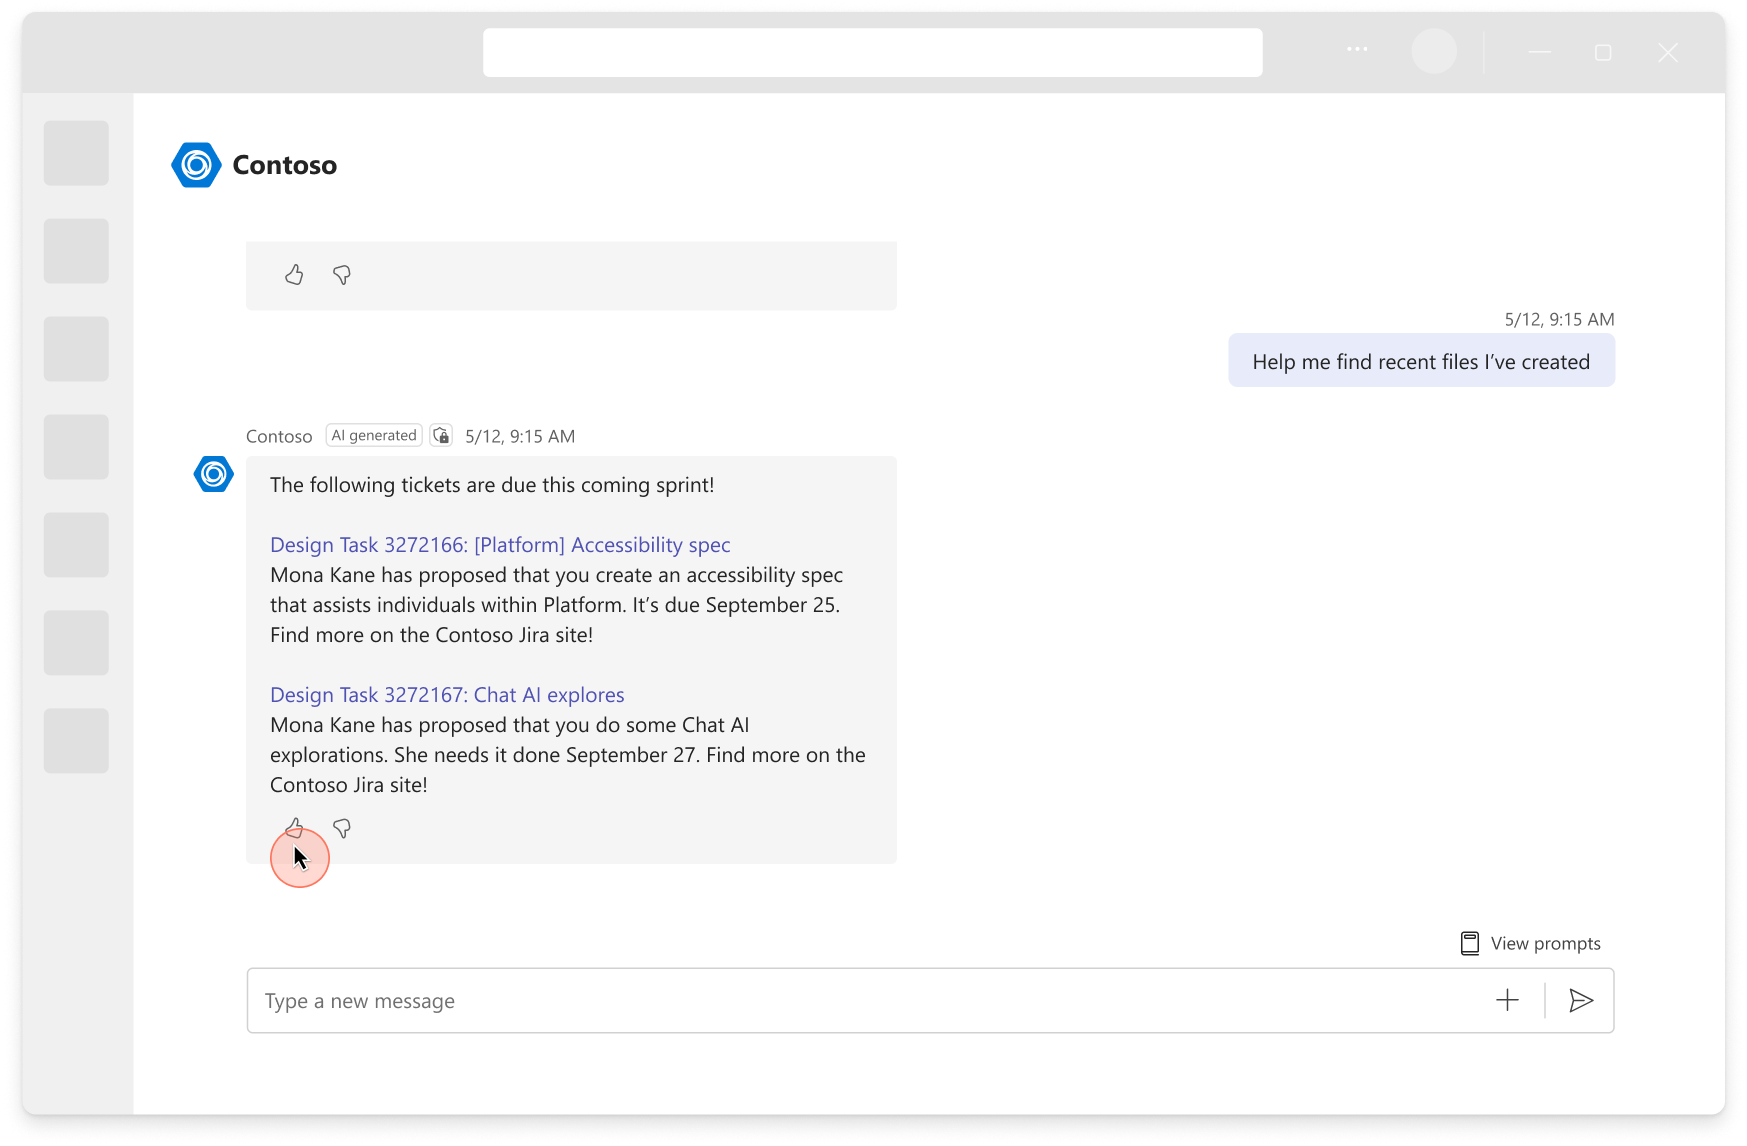 Contoso
5/12, 9:15 AM
Help me find recent files I’ve created
Contoso AI generated 5/12, 9:15 AM
The following tickets are due this coming sprint!
Design Task 3272166: [Platform] Accessibility spec
Mona Kane has proposed that you create an accessibility spec
that assists individuals within Platform. It’s due September 25.
Find more on the Contoso Jira site!
Design Task 3272167: Chat AI explores
Mona Kane has proposed that you do some Chat AI
explorations. She needs it done September 27. Find more on the
Contoso Jira site!
View prompts
Type a new message